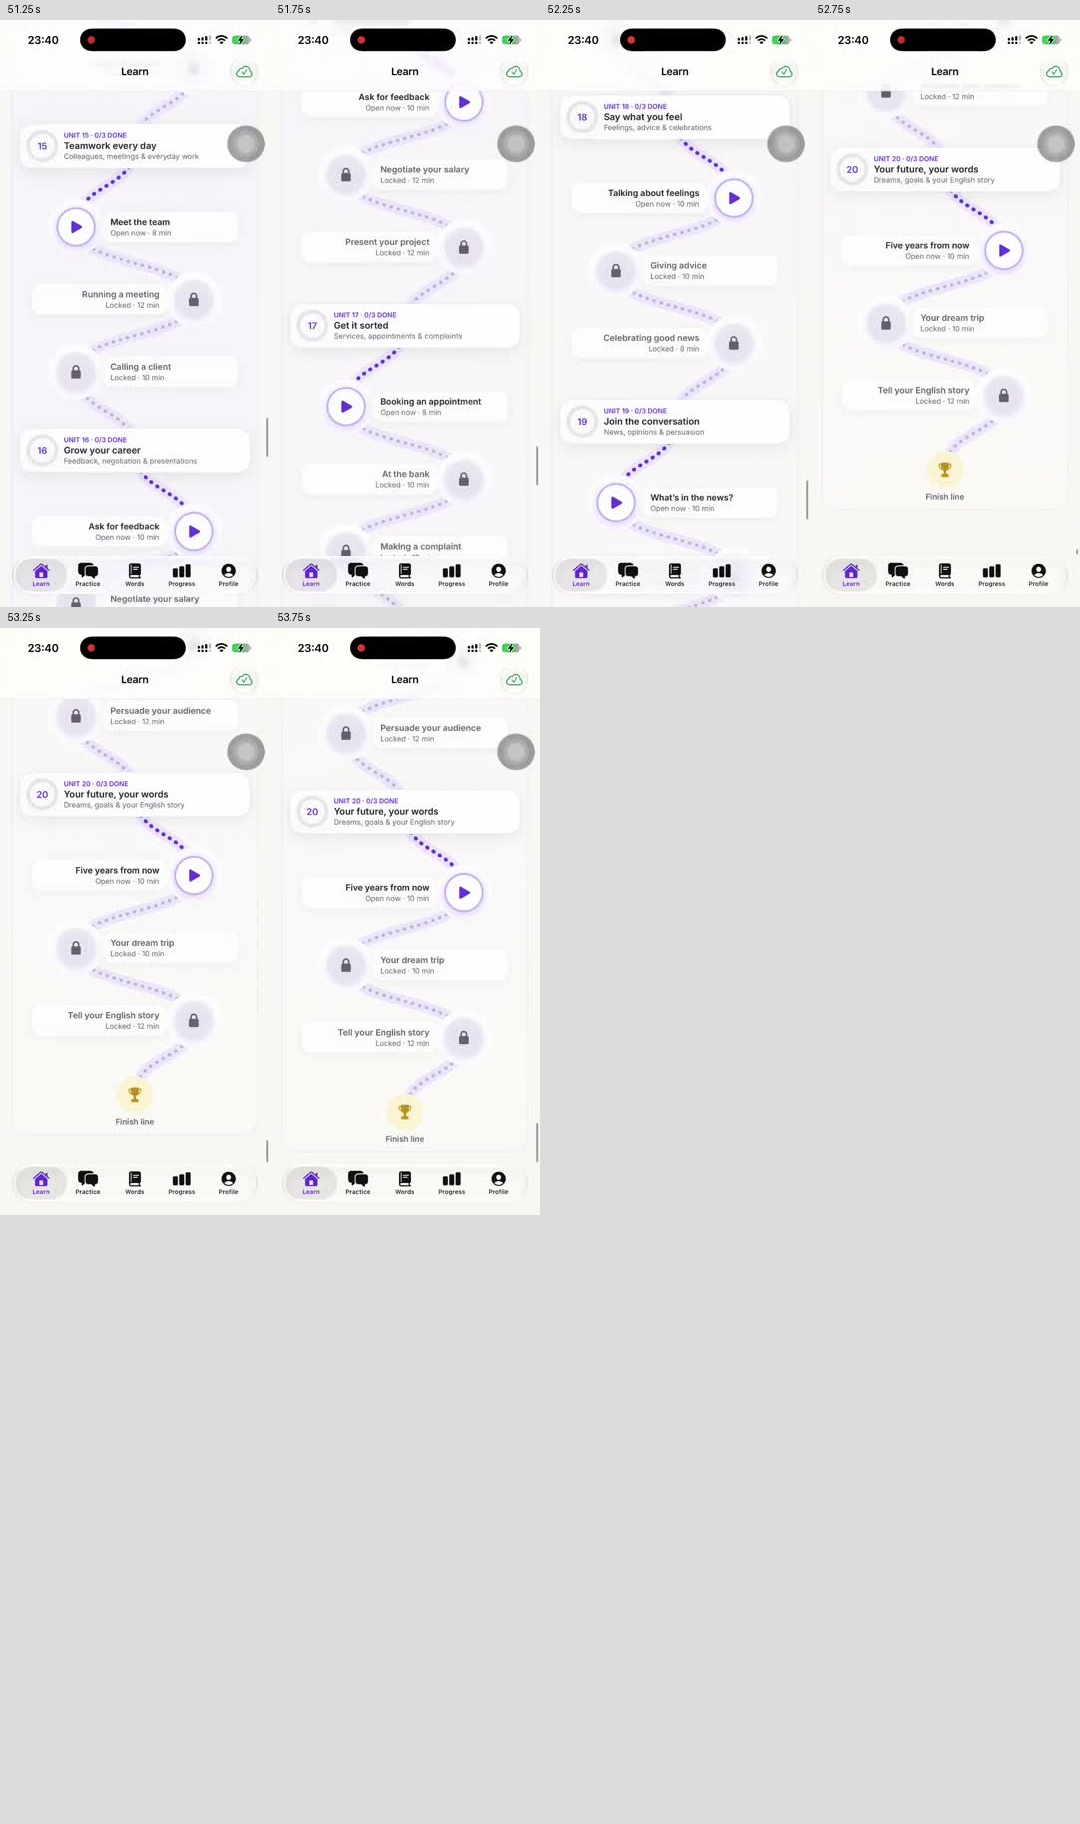 51.25 s
23:40
Learn
UNIT 15 · 0/3 DONE
15
Teamwork every day
Colleagues, meetings & everyday work
Meet the team
Open now · 8 min
Running a meeting
Locked · 12 min
Calling a client
Locked · 10 min
UNIT 16 · 0/3 DONE
16
Grow your career
Feedback, negotiation & presentations
Ask for feedback
Open now · 10 min
Learn
Practice
Words
Progress
Profile
Negotiate your salary
51.75 s
23:40
Learn
Ask for feedback
Open now · 10 min
Negotiate your salary
Locked · 12 min
Present your project
Locked · 12 min
UNIT 17 · 0/3 DONE
17
Get it sorted
Services, appointments & complaints
Booking an appointment
Open now · 8 min
At the bank
Locked · 10 min
Making a complaint
Learn
Practice
Words
Progress
Profile
52.25 s
23:40
Learn
UNIT 18 · 0/3 DONE
18
Say what you feel
Feelings, advice & celebrations
Talking about feelings
Open now · 10 min
Giving advice
Locked · 10 min
Celebrating good news
Locked · 8 min
UNIT 19 · 0/3 DONE
19
Join the conversation
News, opinions & persuasion
What's in the news?
Open now · 10 min
Learn
Practice
Words
Progress
Profile
52.75 s
23:40
Learn
Locked · 12 min
UNIT 20 · 0/3 DONE
20
Your future, your words
Dreams, goals & your English story
Five years from now
Open now · 10 min
Your dream trip
Locked · 10 min
Tell your English story
Locked · 12 min
Finish line
Learn
Practice
Words
Progress
Profile
53.25 s
23:40
Learn
Persuade your audience
Locked · 12 min
UNIT 20 · 0/3 DONE
20
Your future, your words
Dreams, goals & your English story
Five years from now
Open now · 10 min
Your dream trip
Locked · 10 min
Tell your English story
Locked · 12 min
Finish line
Learn
Practice
Words
Progress
Profile
53.75 s
23:40
Learn
Persuade your audience
Locked · 12 min
UNIT 20 · 0/3 DONE
20
Your future, your words
Dreams, goals & your English story
Five years from now
Open now · 10 min
Your dream trip
Locked · 10 min
Tell your English story
Locked · 12 min
Finish line
Learn
Practice
Words
Progress
Profile